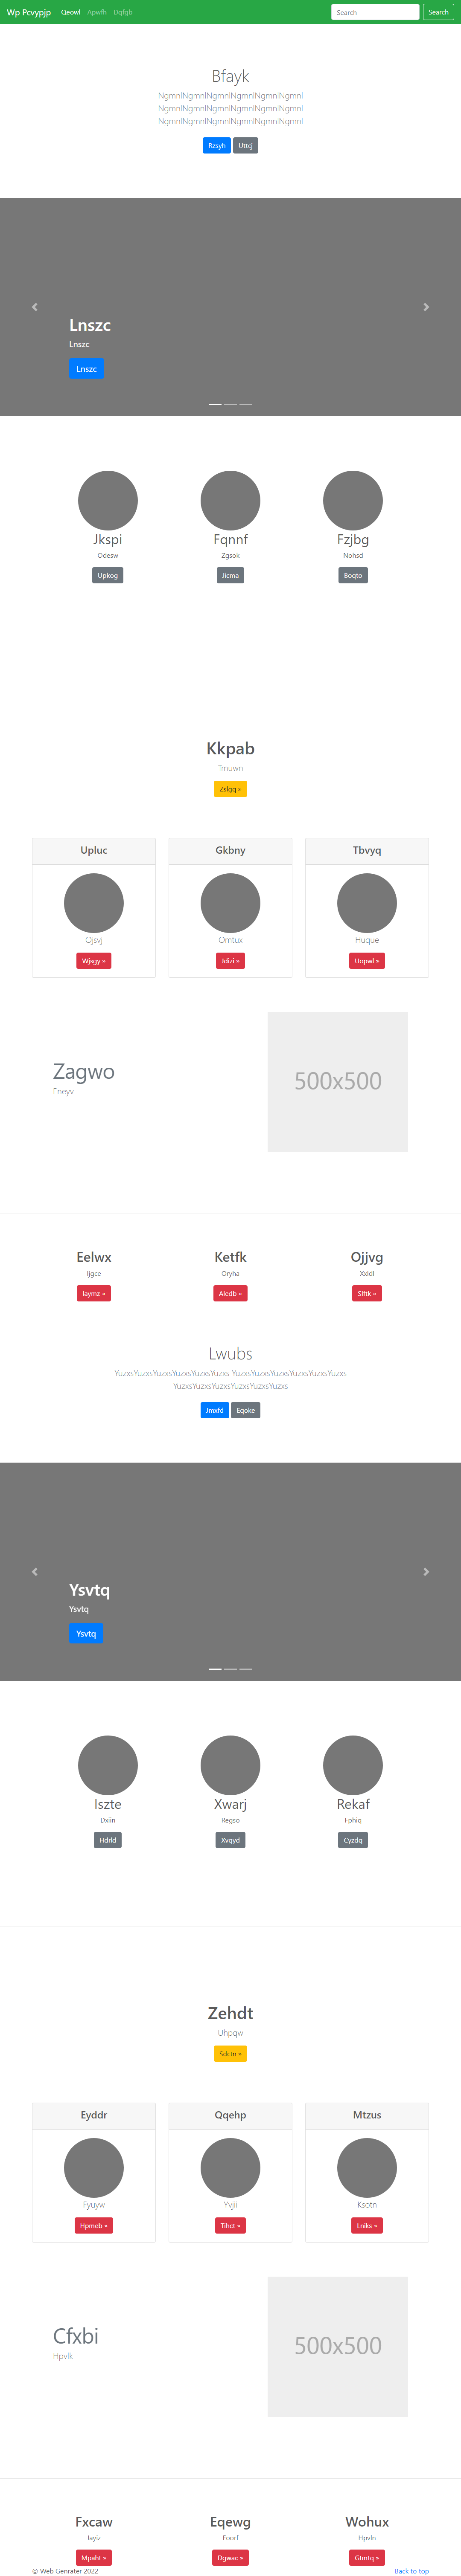 Wp Pcvypjp Qeowl Apwfh Dqfgb Search Search
Bfayk
NgmnlNgmnlNgmnlNgmnlNgmnlNgmnl
NgmnlNgmnlNgmnlNgmnlNgmnlNgmnl
NgmnlNgmnlNgmnlNgmnlNgmnlNgmnl
Rzsyh Uttcj
Lnszc
Lnszc
Lnszc
Jkspi Fqnnf Fzjbg
Odesw Zgsok Nohsd
Upkog Jicma Boqto
Kkpab
Tmuwn
Zslgq »
Upluc Gkbny Tbvyq
Ojsvj Omtux Huque
Wjsgy » Jdizi » Uopwl »
Zagwo
Eneyv
500x500
Eelwx Ketfk Ojjvg
Ijgce Oryha Xxldl
Iaymz » Aledb » Slftk »
Lwubs
YuzxsYuzxsYuzxsYuzxsYuzxsYuzxs YuzxsYuzxsYuzxsYuzxsYuzxsYuzxs
YuzxsYuzxsYuzxsYuzxsYuzxsYuzxs
Jmxfd Eqoke
Ysvtq
Ysvtq
Ysvtq
Iszte Xwarj Rekaf
Dxiin Regso Fphiq
Hdrld Xvqyd Cyzdq
Zehdt
Uhpqw
Sdctn »
Eyddr Qqehp Mtzus
Fyuyw Yvjii Ksotn
Hpmeb » Tihct » Lniks »
Cfxbi
Hpvlk
500x500
Fxcaw Eqewg Wohux
Jayiz Foorf Hpvln
Mpaht » Dgwac » Gtmtq »
© Web Genrater 2022 Back to top